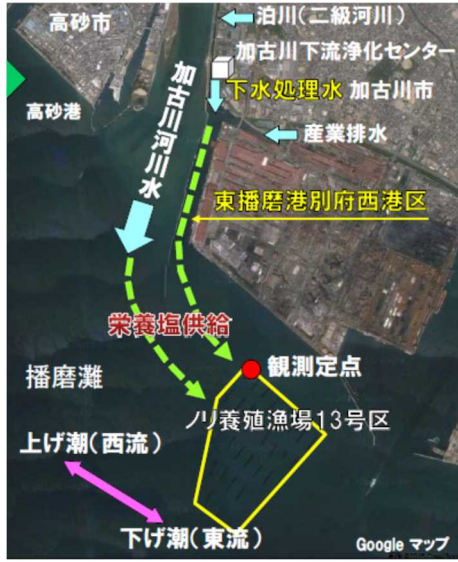 泊川(二級河川)
高砂市
加古川下流浄化センター
下水処理水 加古川市
高砂港
加古川河川水
産業排水
東播磨港別府西港区
栄養塩供給
観測定点
播磨灘
ノリ養殖漁場13号区
上げ潮(西流)
下げ潮(東流)
Google マップ